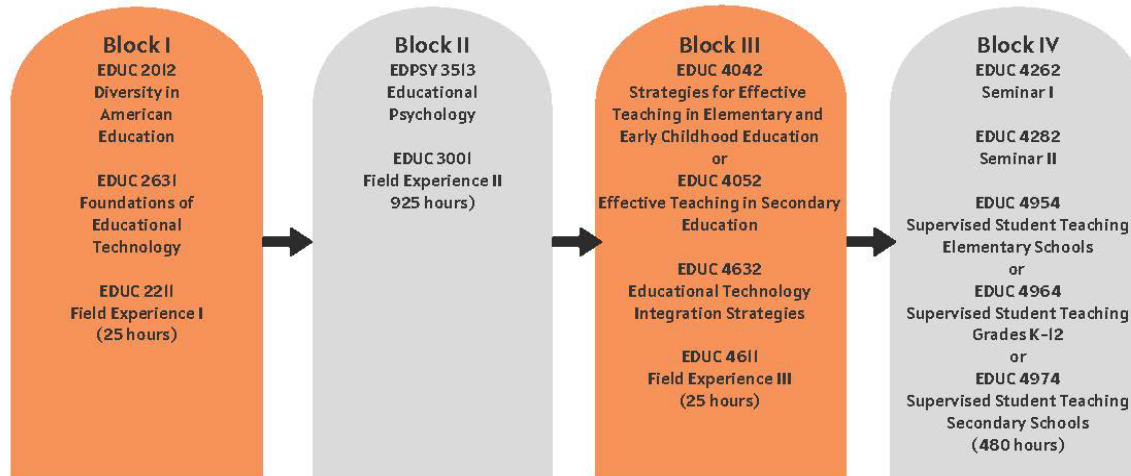 Block I
EDUC 2012
Diversity in
American
Education
EDUC 2631
Foundations of
Educational
Technology
EDUC 2211
Field Experience I
(25 hours)
Block II
EDPSY 3513
Educational
Psychology
EDUC 3001
Field Experience II
925 hours)
Block III
EDUC 4042
Strategies for Effective
Teaching in Elementary and
Early Childhood Education
or
EDUC 4052
Effective Teaching in Secondary
Education
EDUC 4632
Educational Technology
Integration Strategies
EDUC 4611
Field Experience III
(25 hours)
Block IV
EDUC 4262
Seminar I
EDUC 4282
Seminar II
EDUC 4954
Supervised Student Teaching
Elementary Schools
or
EDUC 4964
Supervised Student Teaching
Grades K-12
or
EDUC 4974
Supervised Student Teaching
Secondary Schools
(480 hours)